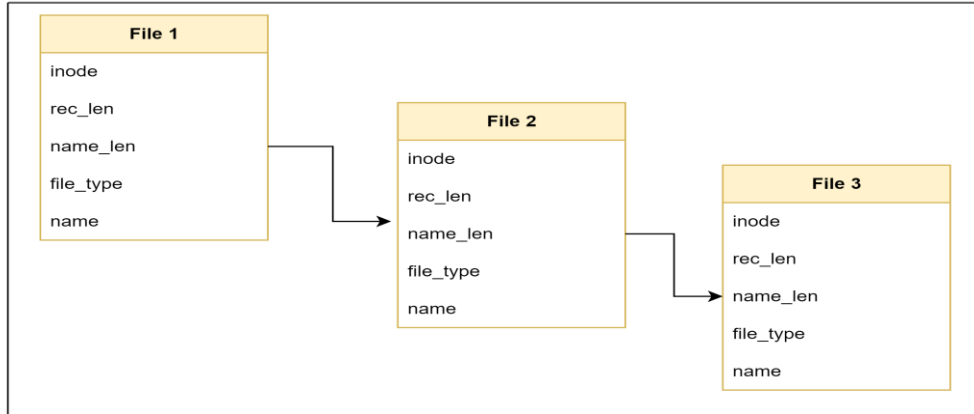 File 1
inode
rec_len
name_len
file_type
name
File 2
inode
rec_len
name_len
file_type
name
File 3
inode
rec_len
name_len
file_type
name